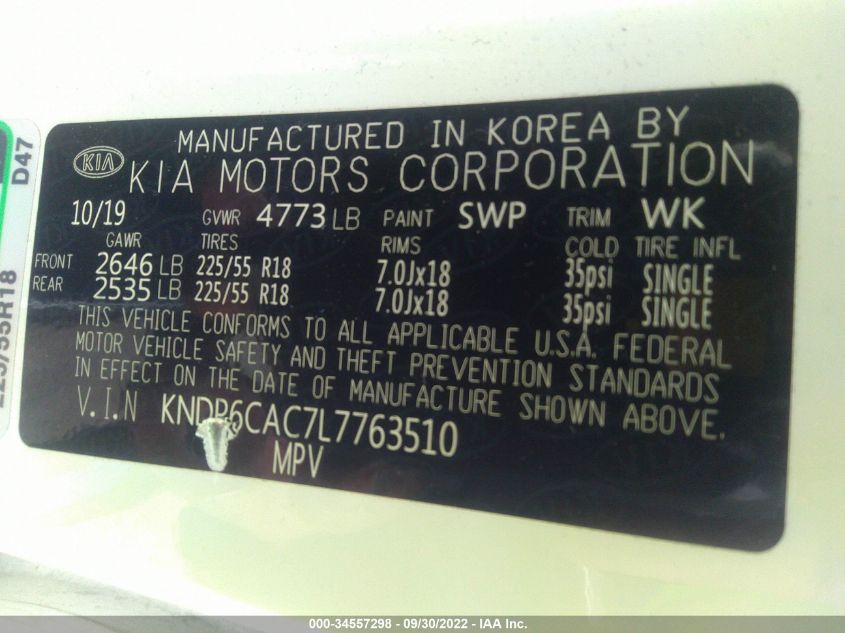 MANUFACTURED IN KOREA BY
KIA KIA MOTORS CORPORATION
10/19 GVWR 4773 LB PAINT SWP TRIM WK
GAWR TIRES RIMS COLD TIRE INFL
FRONT 2646 LB 225/55 R18 7.0Jx18 35psi SINGLE
REAR 2535 LB 225/55 R18 7.0Jx18 35psi SINGLE
THIS VEHICLE CONFORMS TO ALL APPLICABLE U.S.A. FEDERAL
MOTOR VEHICLE SAFETY AND THEFT PREVENTION STANDARDS
IN EFFECT ON THE DATE OF MANUFACTURE SHOWN ABOVE.
V.I.N KNDP6CAC7L7763510
MPV
D47
225/55R18
000-34557298 - 09/30/2022 - IAA Inc.